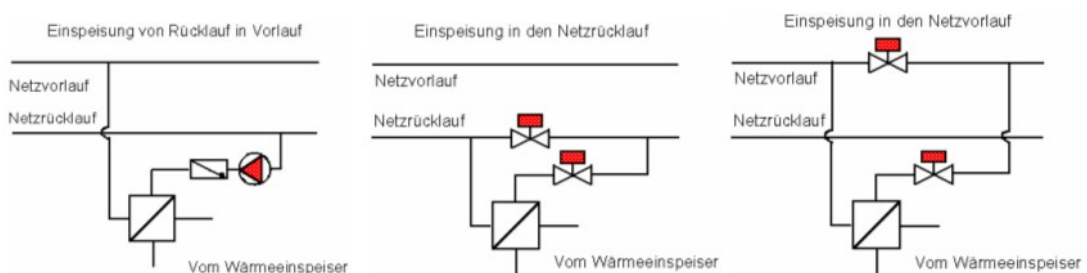 Einspeisung von Rücklauf in Vorlauf
Netzvorlauf
Netzrücklauf
Vom Wärmeeinspeiser
Einspeisung in den Netzrücklauf
Netzvorlauf
Netzrücklauf
Vom Wärmeeinspeiser
Einspeisung in den Netzvorlauf
Netzvorlauf
Netzrücklauf
Vom Wärmeeinspeiser